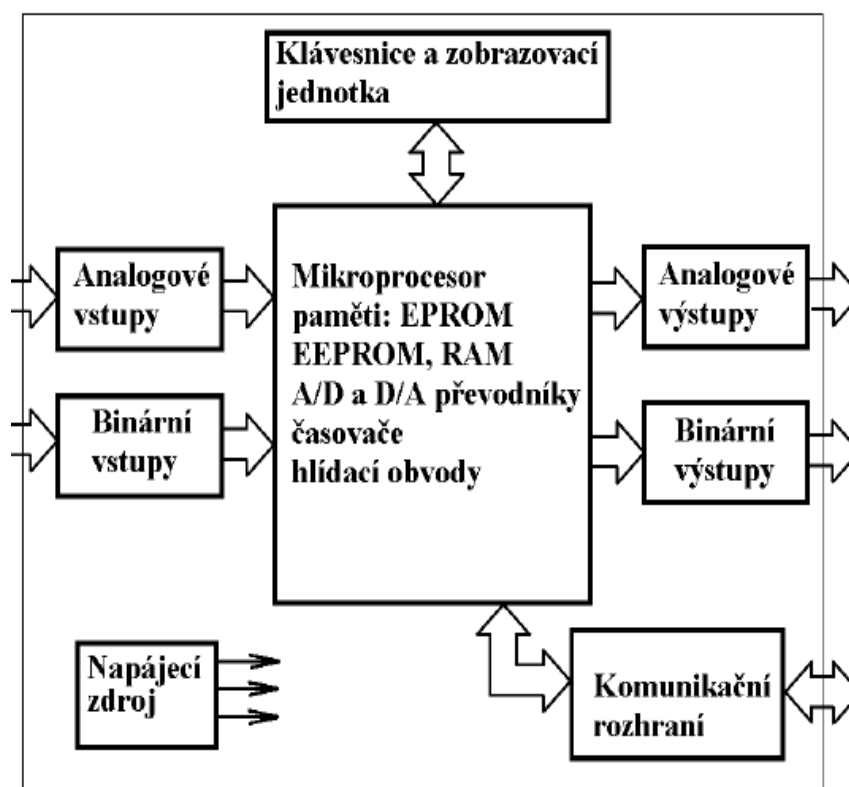 Klávesnice a zobrazovací
jednotka
Analogové
vstupy
Binární
vstupy
Mikroprocesor
paměti: EPROM
EEPROM, RAM
A/D a D/A převodníky
časovače
hlídací obvody
Analogové
výstupy
Binární
výstupy
Napájecí
zdroj
Komunikační
rozhraní